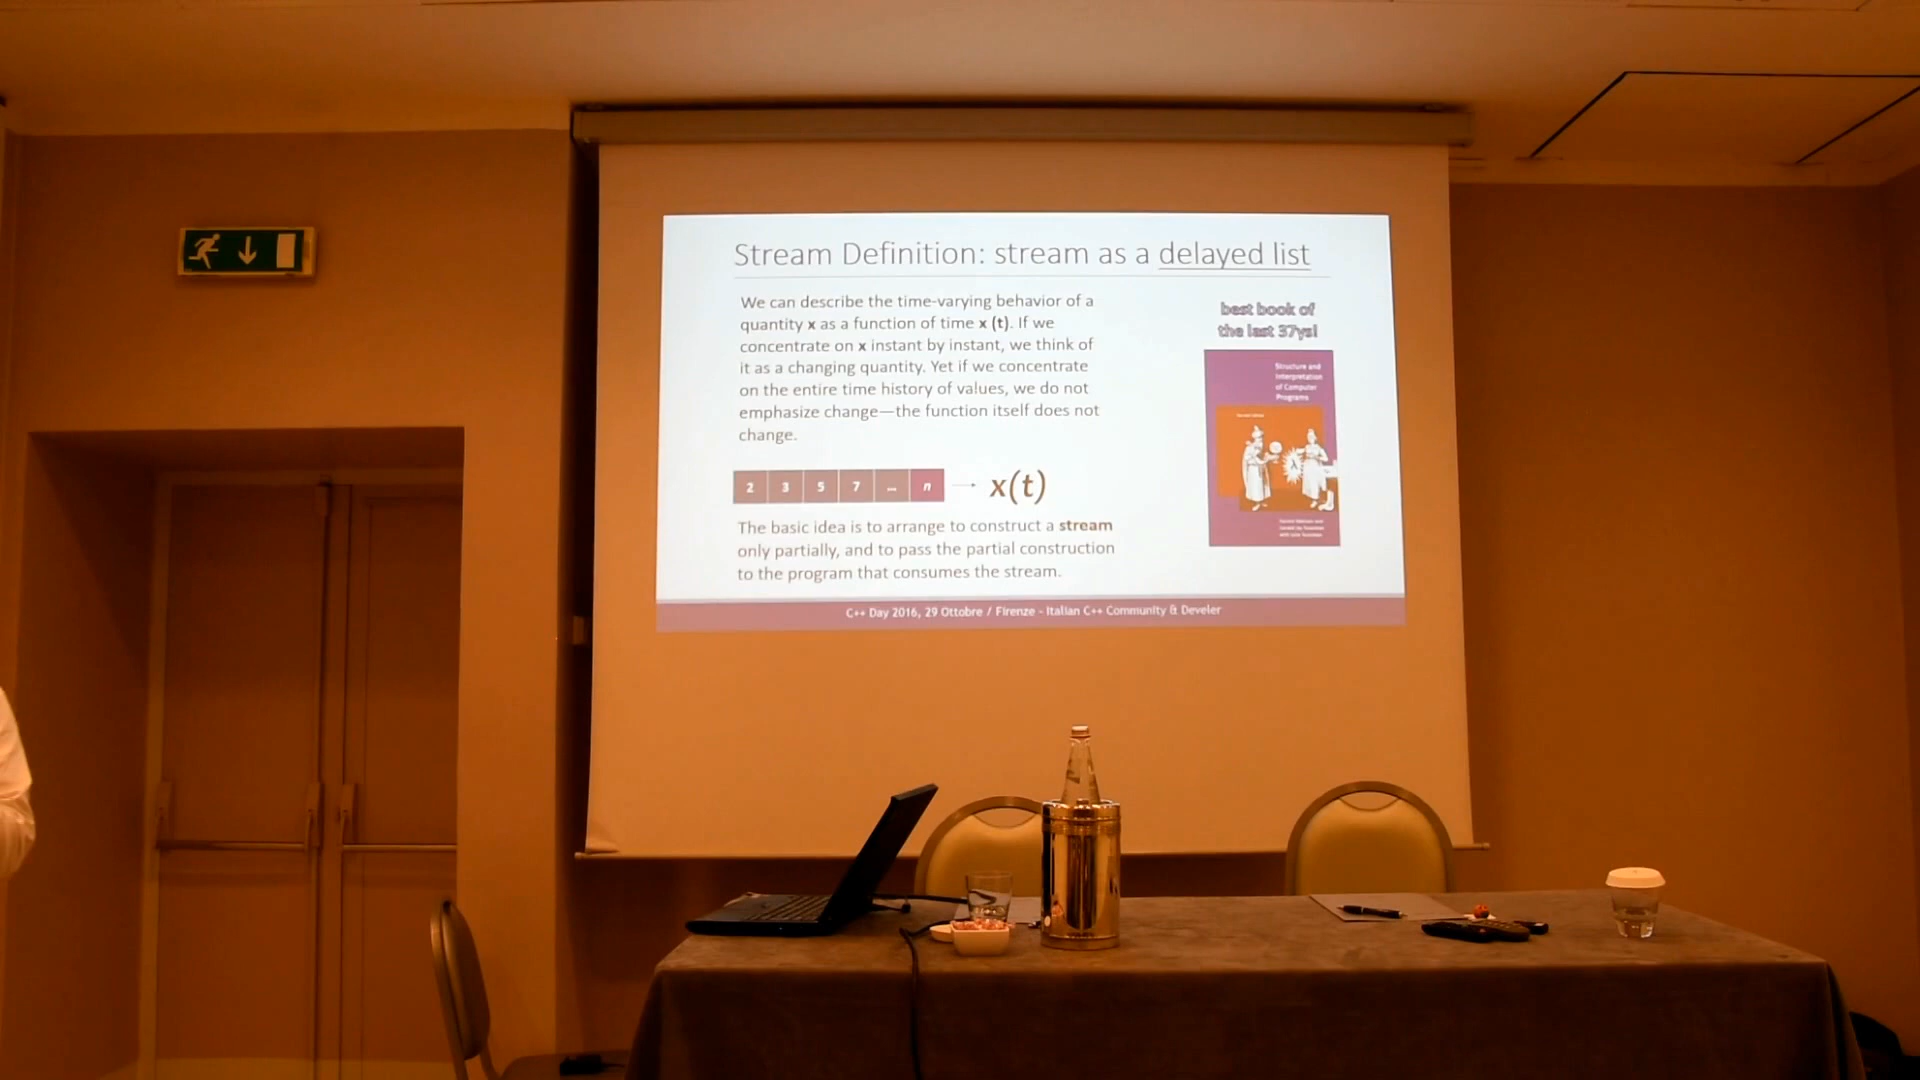 Stream Definition: stream as a delayed list
We can describe the time-varying behavior of a
quantity x as a function of time x (t). If we
concentrate on x instant by instant, we think of
it as a changing quantity. Yet if we concentrate
on the entire time history of values, we do not
emphasize change—the function itself does not
change.
2 3 5 7 ... n → x(t)
The basic idea is to arrange to construct a stream
only partially, and to pass the partial construction
to the program that consumes the stream.
best book of
the last 37ys!
Structure and
Interpretation
of Computer
Programs
C++ Day 2016, 29 Ottobre / Firenze - Italian C++ Community & Develer